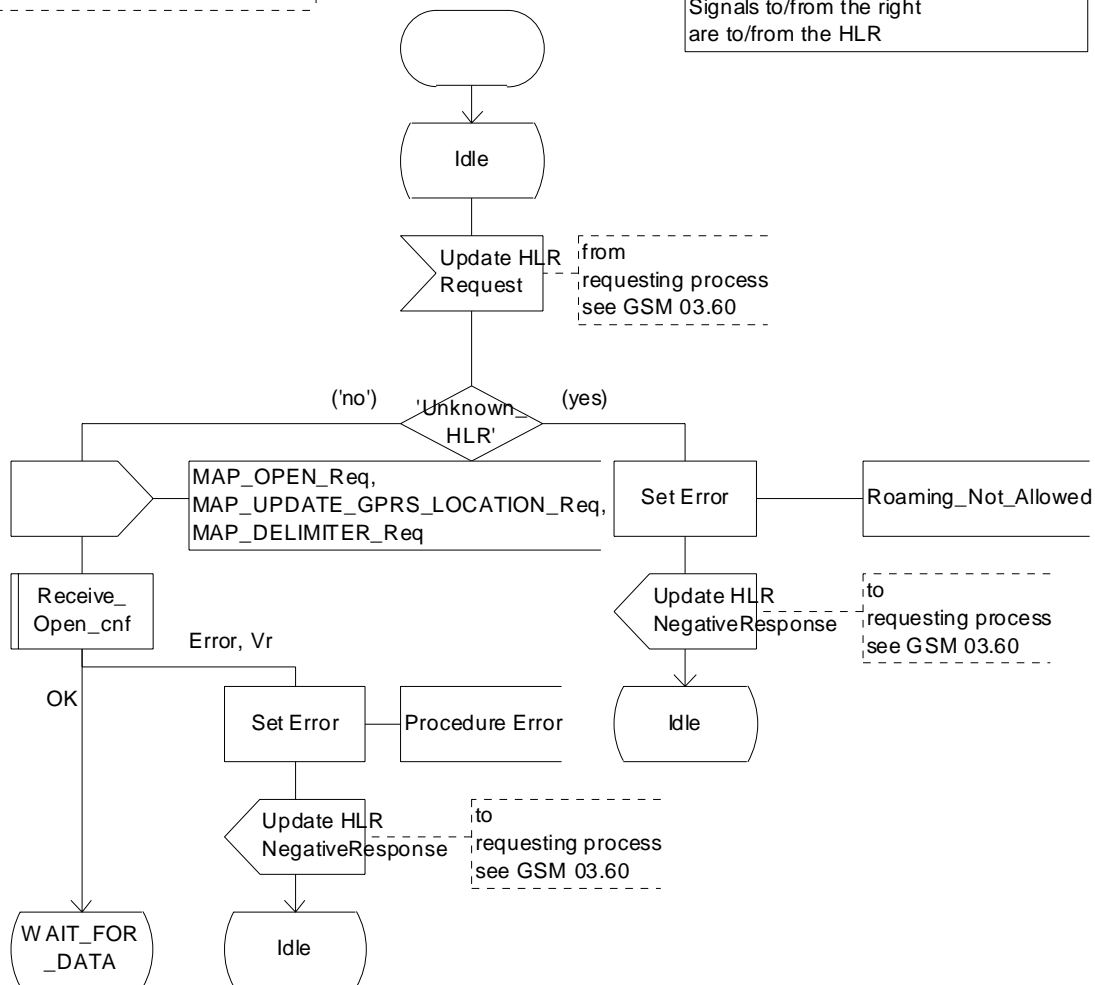 Signals to/from the right
are to/from the HLR
Idle
Update HLR
Request
from
requesting process
see GSM 03.60
('no')
'Unknown_
HLR'
(yes)
MAP_OPEN_Req,
MAP_UPDATE_GPRS_LOCATION_Req,
MAP_DELIMITER_Req
Set Error
Roaming_Not_Allowed
Receive_
Open_cnf
Update HLR
NegativeResponse
to
requesting process
see GSM 03.60
Error, Vr
OK
Set Error
Procedure Error
Idle
Update HLR
NegativeResponse
to
requesting process
see GSM 03.60
WAIT_FOR
_DATA
Idle